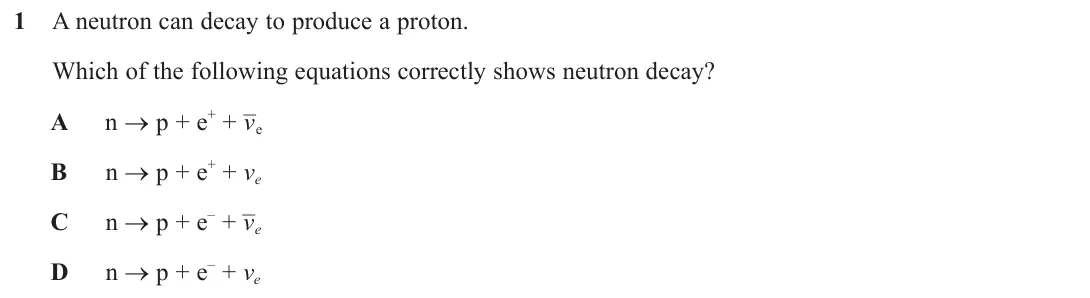 1 A neutron can decay to produce a proton.
Which of the following equations correctly shows neutron decay?
A n → p + e⁺ + ν̅ₑ
B n → p + e⁺ + νₑ
C n → p + e⁻ + ν̅ₑ
D n → p + e⁻ + νₑ